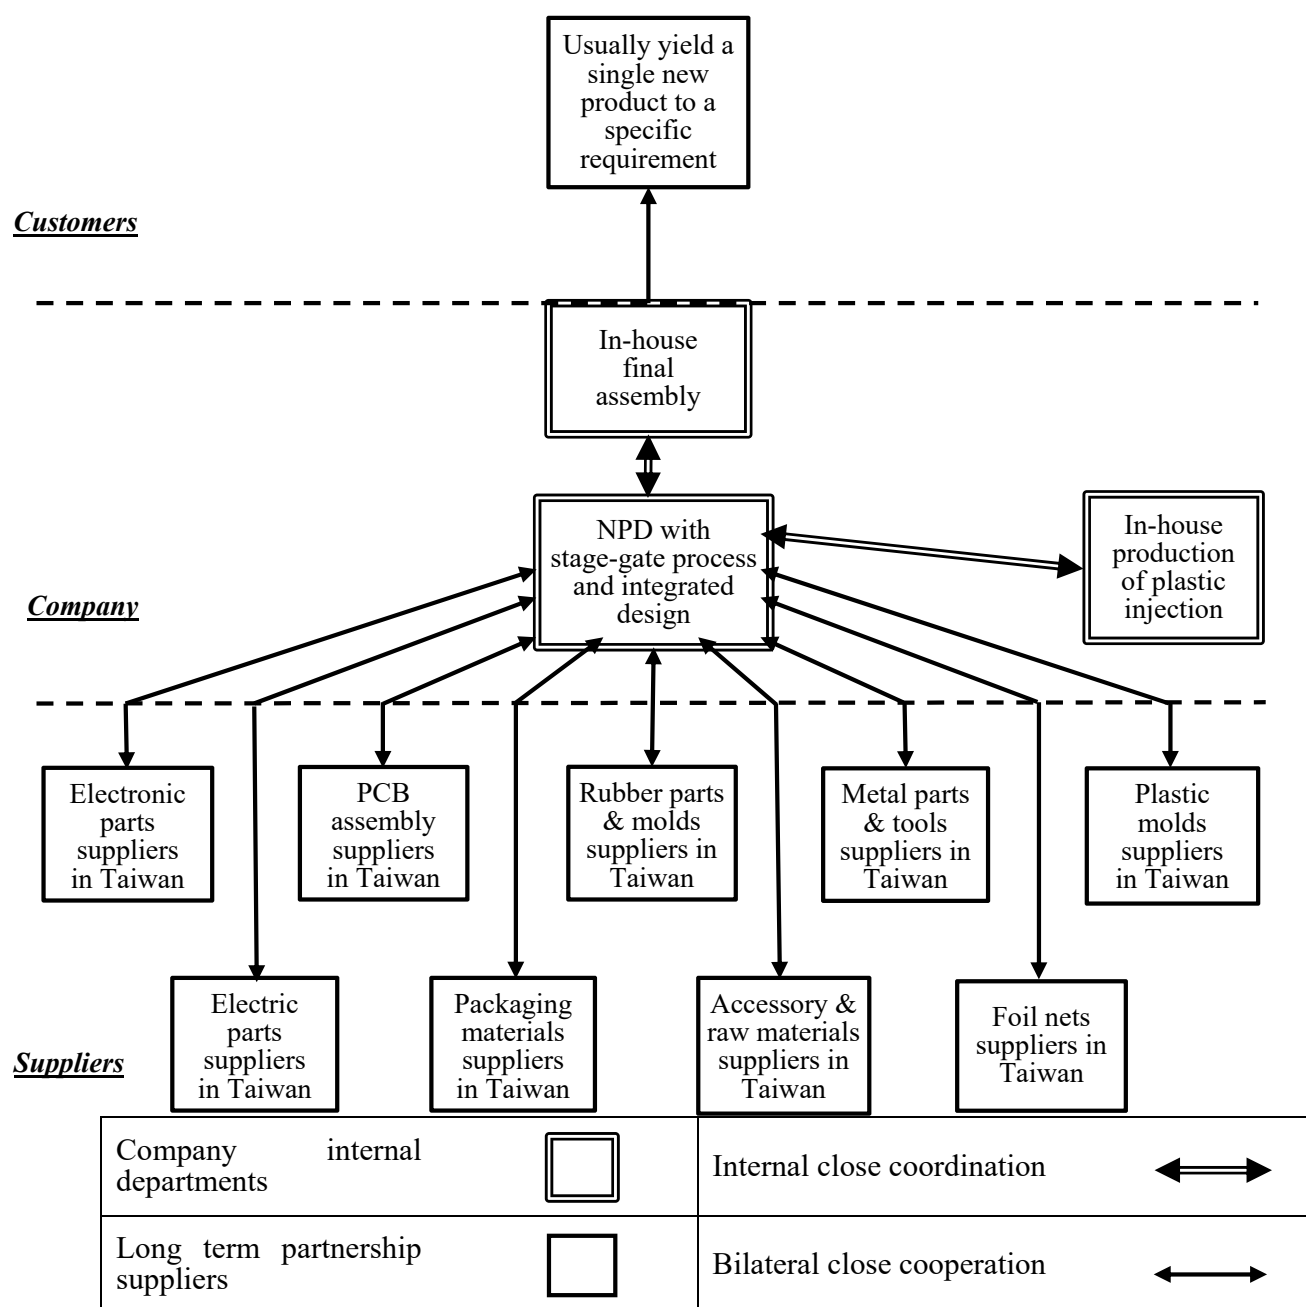 Usually yield a
single new
product to a
specific
requirement
Customers
In-house
final
assembly
NPD with
stage-gate process
and integrated
design
In-house
production
of plastic
injection
Company
Electronic
parts
suppliers
in Taiwan
PCB
assembly
suppliers
in Taiwan
Rubber parts
& molds
suppliers in
Taiwan
Metal parts
& tools
suppliers in
Taiwan
Plastic
molds
suppliers
in Taiwan
Electric
parts
suppliers
in Taiwan
Packaging
materials
suppliers
in Taiwan
Accessory &
raw materials
suppliers in
Taiwan
Foil nets
suppliers in
Taiwan
Suppliers
Company internal
departments
Internal close coordination
Long term partnership
suppliers
Bilateral close cooperation